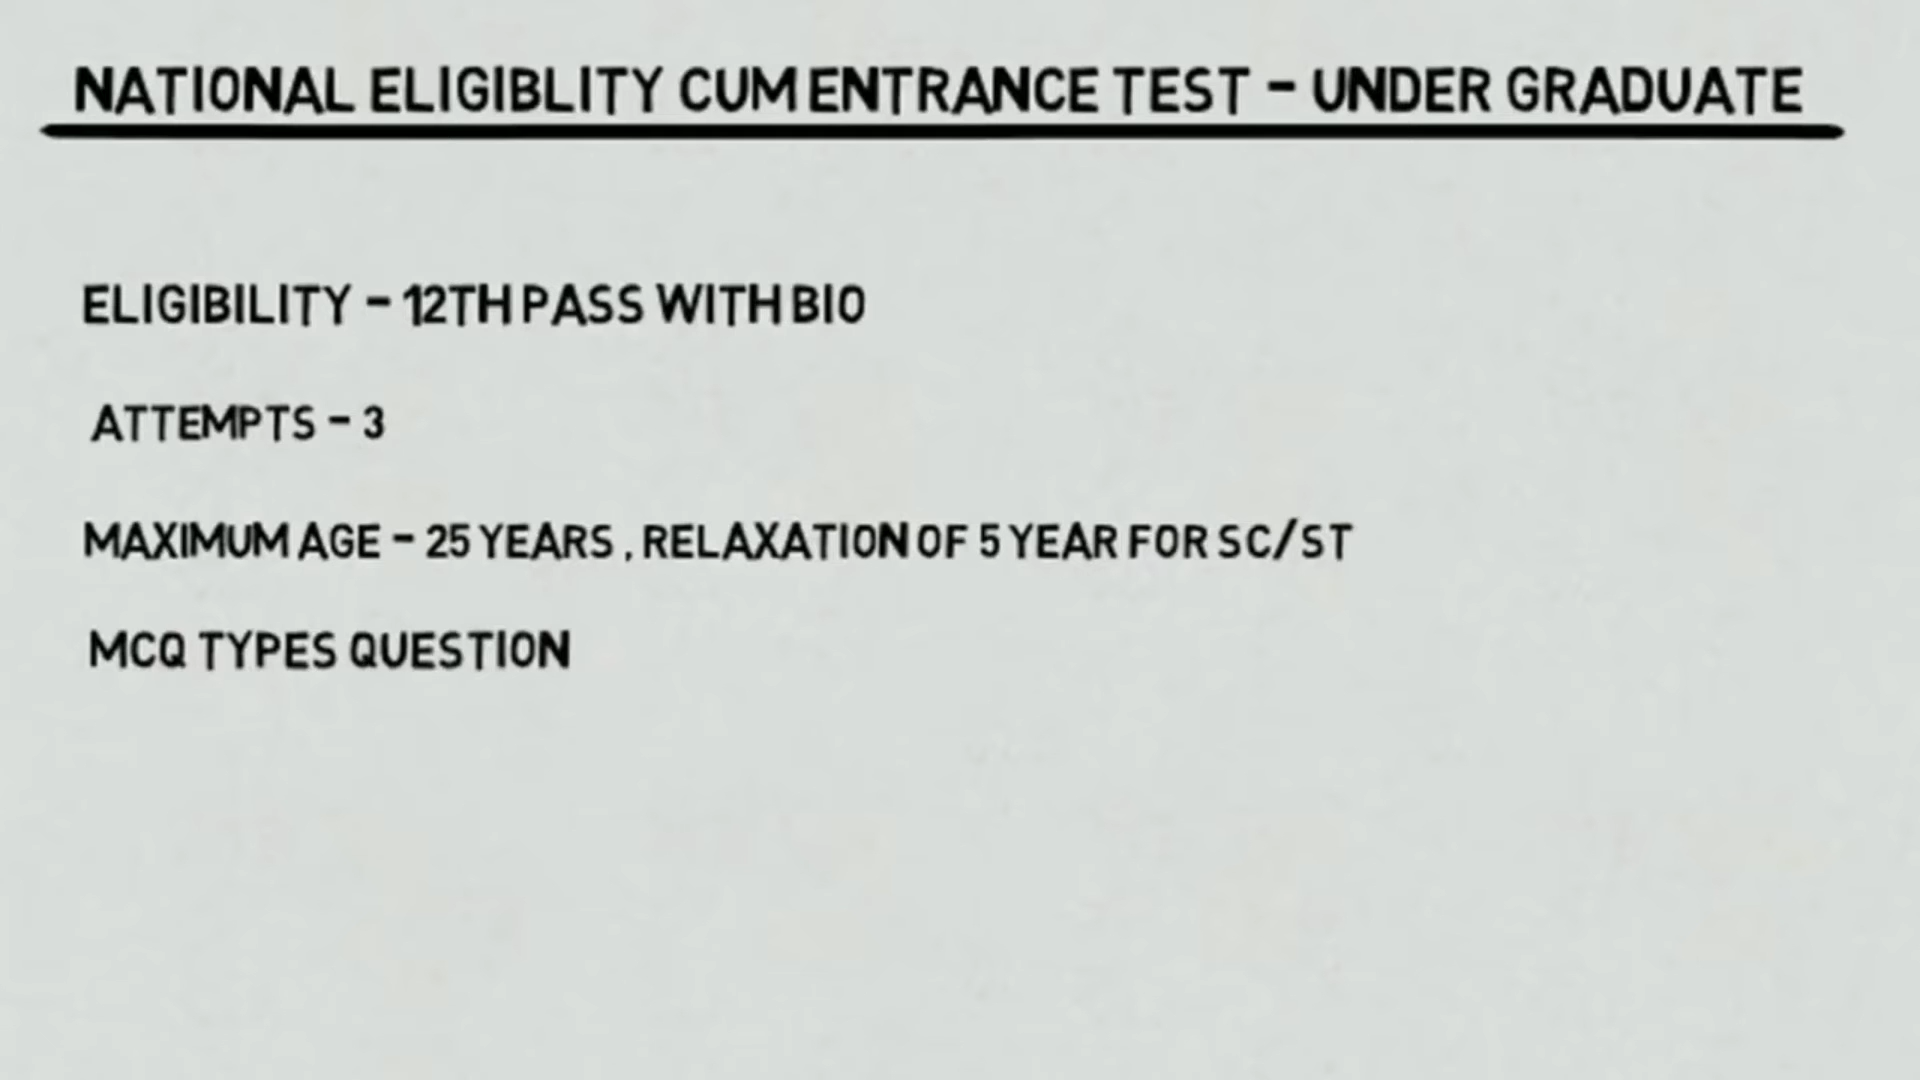 NATIONAL ELIGIBLITY CUM ENTRANCE TEST - UNDER GRADUATE
ELIGIBILITY - 12TH PASS WITH BIO
ATTEMPTS - 3
MAXIMUM AGE - 25 YEARS , RELAXATION OF 5 YEAR FOR SC/ST
MCQ TYPES QUESTION